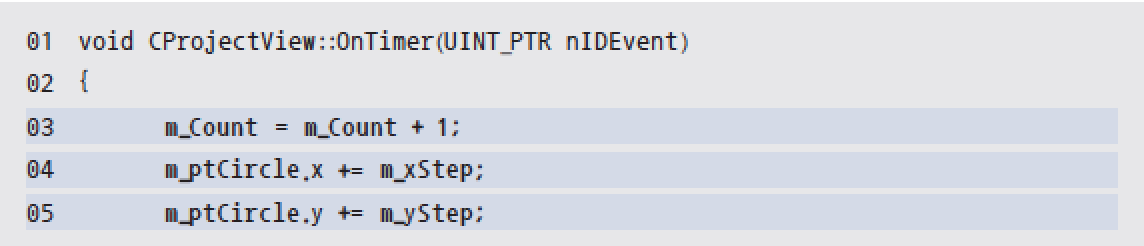 01 void CProjectView::OnTimer(UINT_PTR nIDEvent)
02 {
03 m_Count = m_Count + 1;
04 m_ptCircle.x += m_xStep;
05 m_ptCircle.y += m_yStep;